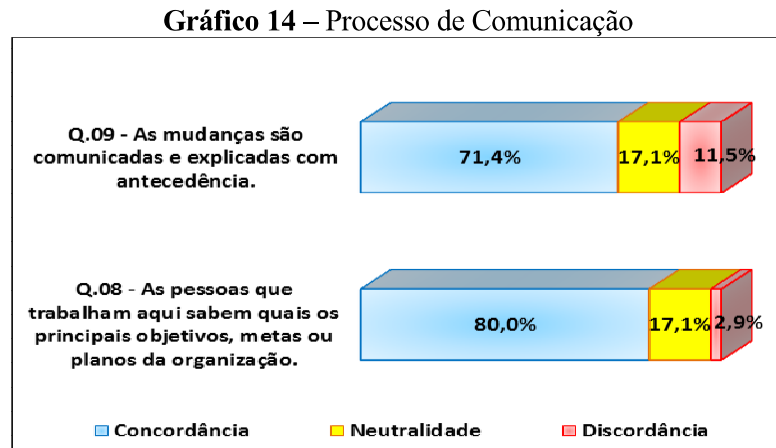 Gráfico 14 – Processo de Comunicação
Q.09 - As mudanças são
comunicadas e explicadas com
antecedência.
71,4%
17,1%
11,5%
Q.08 - As pessoas que
trabalham aqui sabem quais os
principais objetivos, metas ou
planos da organização.
80,0%
17,1%
2,9%
Concordância
Neutralidade
Discordância